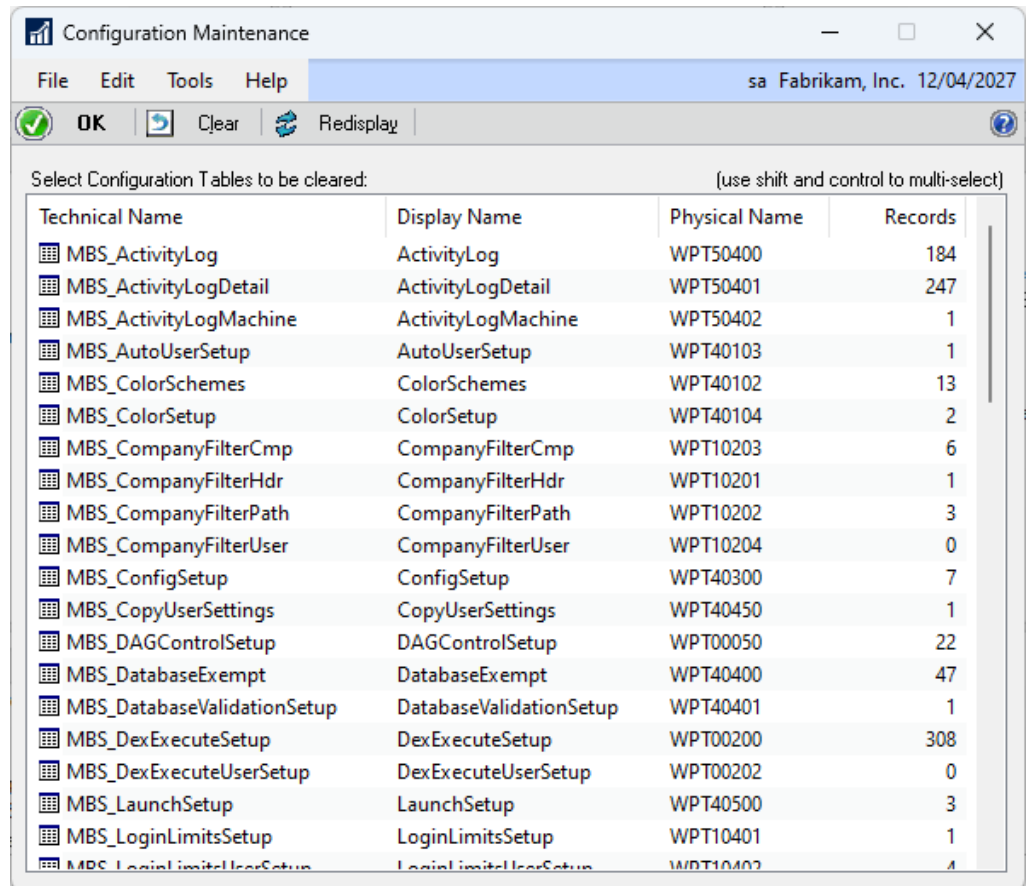 Configuration Maintenance
File Edit Tools Help sa Fabrikam, Inc. 12/04/2027
OK Clear Redisplay
Select Configuration Tables to be cleared: (use shift and control to multi-select)
Technical Name Display Name Physical Name Records
MBS_ActivityLog ActivityLog WPT50400 184
MBS_ActivityLogDetail ActivityLogDetail WPT50401 247
MBS_ActivityLogMachine ActivityLogMachine WPT50402 1
MBS_AutoUserSetup AutoUserSetup WPT40103 1
MBS_ColorSchemes ColorSchemes WPT40102 13
MBS_ColorSetup ColorSetup WPT40104 2
MBS_CompanyFilterCmp CompanyFilterCmp WPT10203 6
MBS_CompanyFilterHdr CompanyFilterHdr WPT10201 1
MBS_CompanyFilterPath CompanyFilterPath WPT10202 3
MBS_CompanyFilterUser CompanyFilterUser WPT10204 0
MBS_ConfigSetup ConfigSetup WPT40300 7
MBS_CopyUserSettings CopyUserSettings WPT40450 1
MBS_DAGControlSetup DAGControlSetup WPT00050 22
MBS_DatabaseExempt DatabaseExempt WPT40400 47
MBS_DatabaseValidationSetup DatabaseValidationSetup WPT40401 1
MBS_DexExecuteSetup DexExecuteSetup WPT00200 308
MBS_DexExecuteUserSetup DexExecuteUserSetup WPT00202 0
MBS_LaunchSetup LaunchSetup WPT40500 3
MBS_LoginLimitsSetup LoginLimitsSetup WPT10401 1
MBS_LoginLimitsUserSetup LoginLimitsUserSetup WPT10402 4